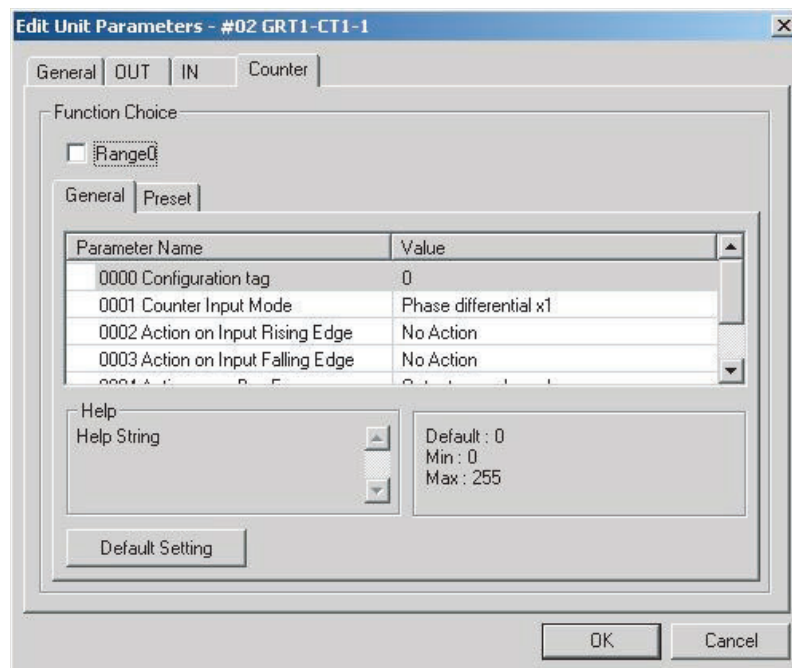 Edit Unit Parameters - #02 GRT1-CT1-1
General OUT IN Counter
Function Choice
Range0
General Preset
Parameter Name Value
0000 Configuration tag 0
0001 Counter Input Mode Phase differential x1
0002 Action on Input Rising Edge No Action
0003 Action on Input Falling Edge No Action
Help
Help String
Default : 0
Min : 0
Max : 255
Default Setting
OK Cancel